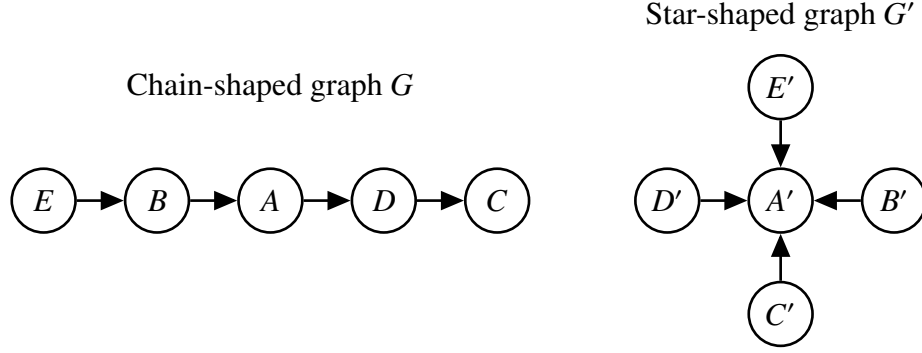 Star-shaped graph G′
Chain-shaped graph G
E′
E B A D C
D′ A′ B′
C′